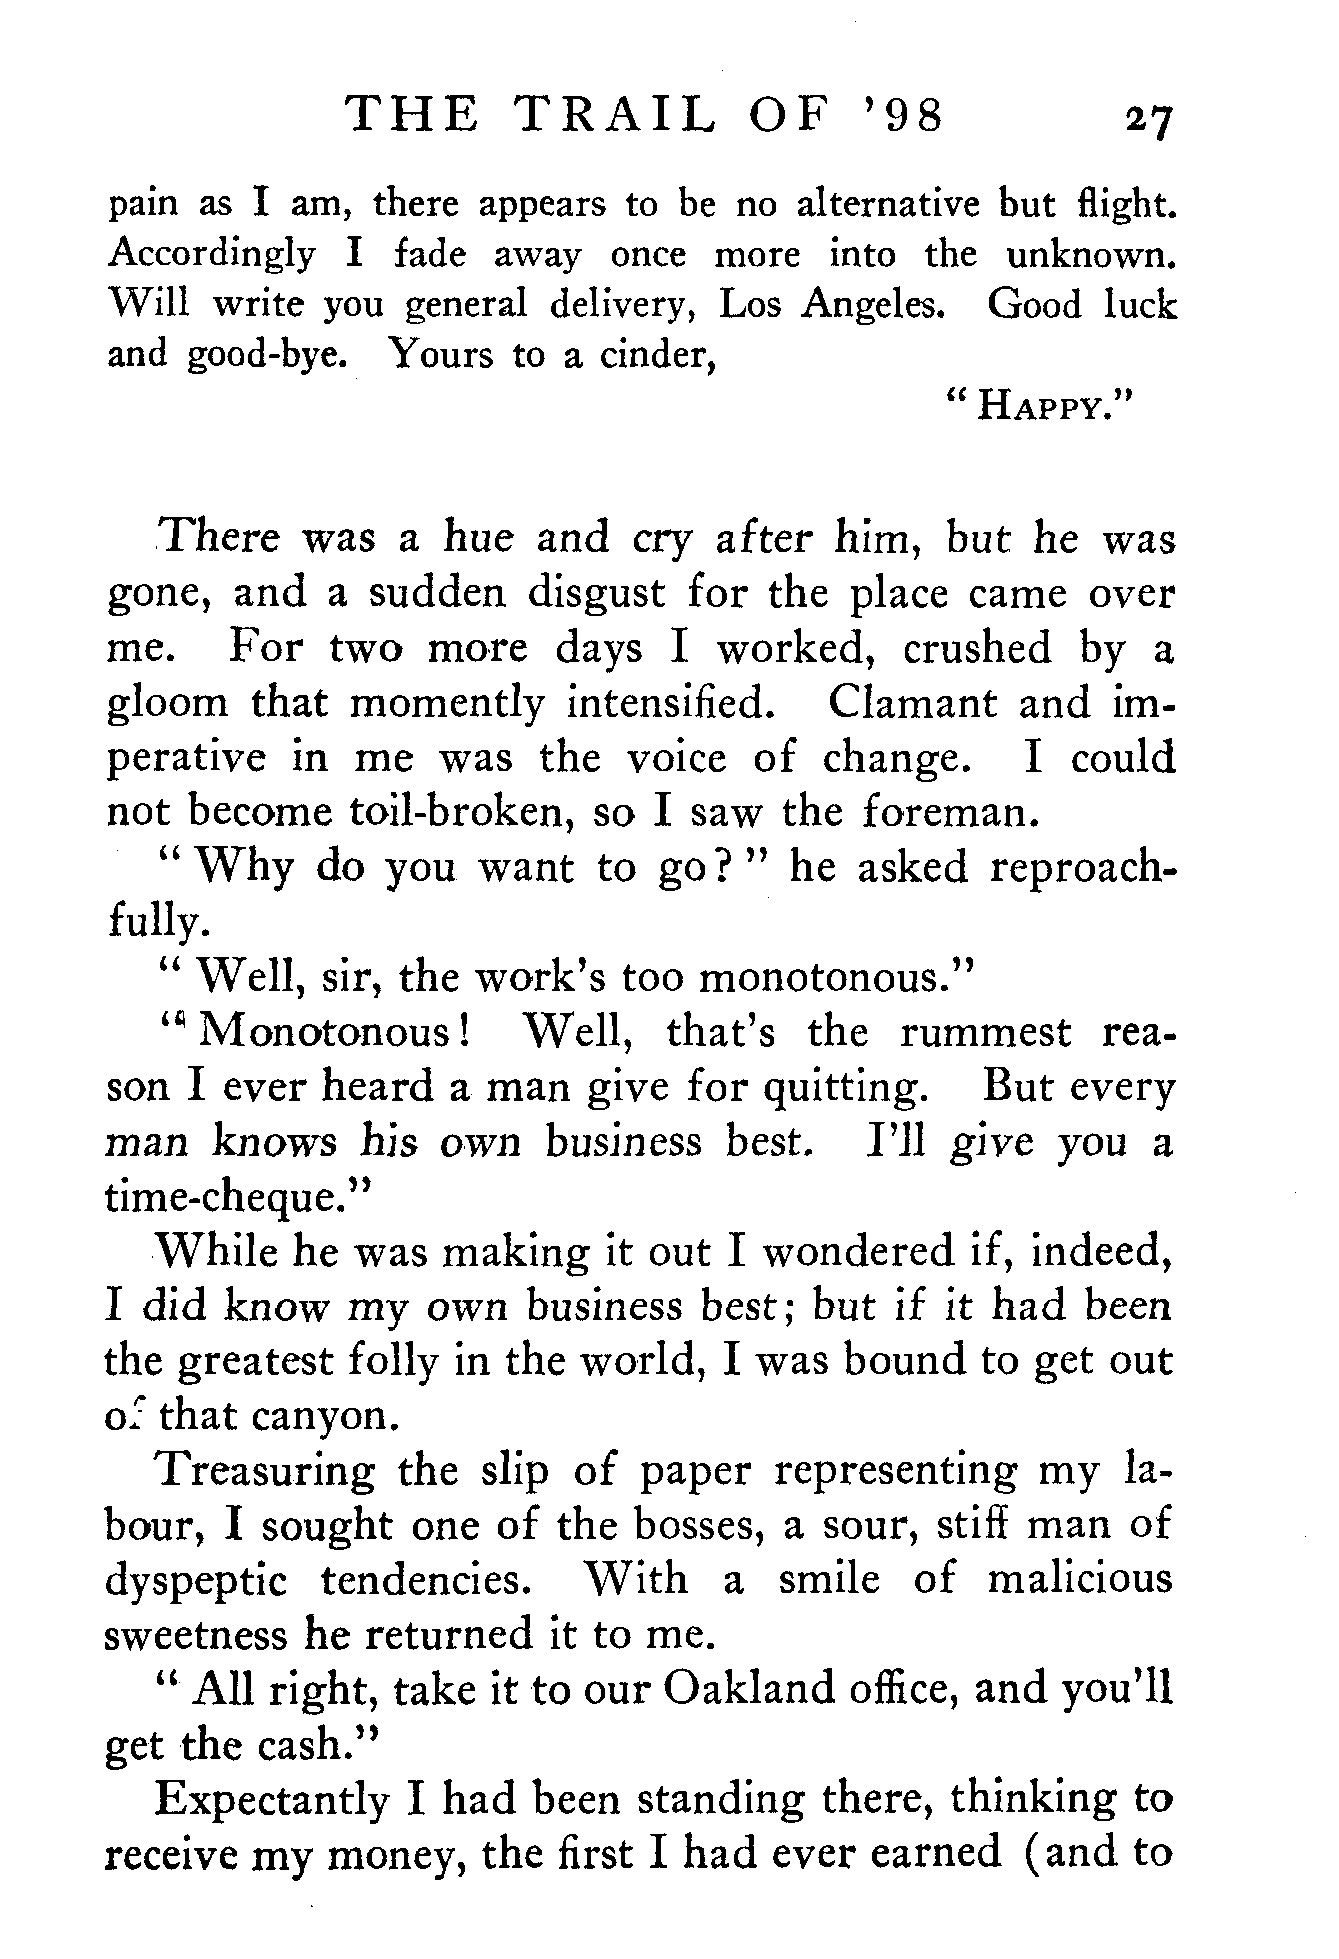 THE TRAIL OF '98 27
pain as I am, there appears to be no alternative but flight.
Accordingly I fade away once more into the unknown.
Will write you general delivery, Los Angeles. Good luck
and good-bye. Yours to a cinder,
" HAPPY."
There was a hue and cry after him, but he was
gone, and a sudden disgust for the place came over
me. For two more days I worked, crushed by a
gloom that momently intensified. Clamant and im-
perative in me was the voice of change. I could
not become toil-broken, so I saw the foreman.
" Why do you want to go? " he asked reproach-
fully.
" Well, sir, the work's too monotonous."
" Monotonous! Well, that's the rummest rea-
son I ever heard a man give for quitting. But every
man knows his own business best. I'll give you a
time-cheque."
While he was making it out I wondered if, indeed,
I did know my own business best; but if it had been
the greatest folly in the world, I was bound to get out
of that canyon.
Treasuring the slip of paper representing my la-
bour, I sought one of the bosses, a sour, stiff man of
dyspeptic tendencies. With a smile of malicious
sweetness he returned it to me.
" All right, take it to our Oakland office, and you'll
get the cash."
Expectantly I had been standing there, thinking to
receive my money, the first I had ever earned (and to